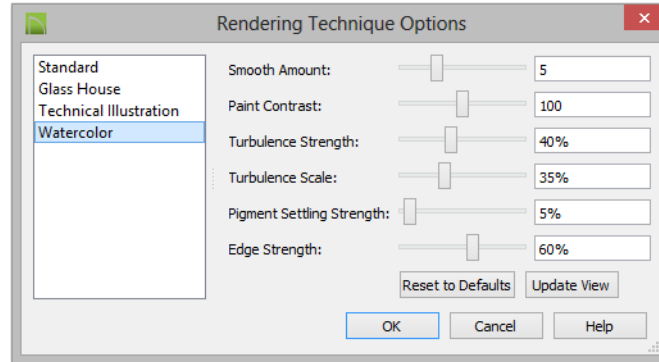 Rendering Technique Options
Standard
Glass House
Technical Illustration
Watercolor
Smooth Amount: 5
Paint Contrast: 100
Turbulence Strength: 40%
Turbulence Scale: 35%
Pigment Settling Strength: 5%
Edge Strength: 60%
Reset to Defaults Update View
OK Cancel Help